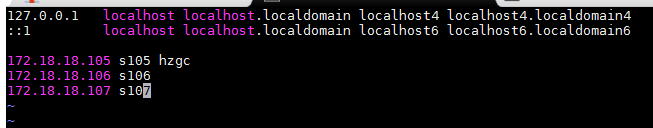 127.0.0.1   localhost localhost.localdomain localhost4 localhost4.localdomain4
::1         localhost localhost.localdomain localhost6 localhost6.localdomain6
172.18.18.105 s105 hzgc
172.18.18.106 s106
172.18.18.107 s107
~
~